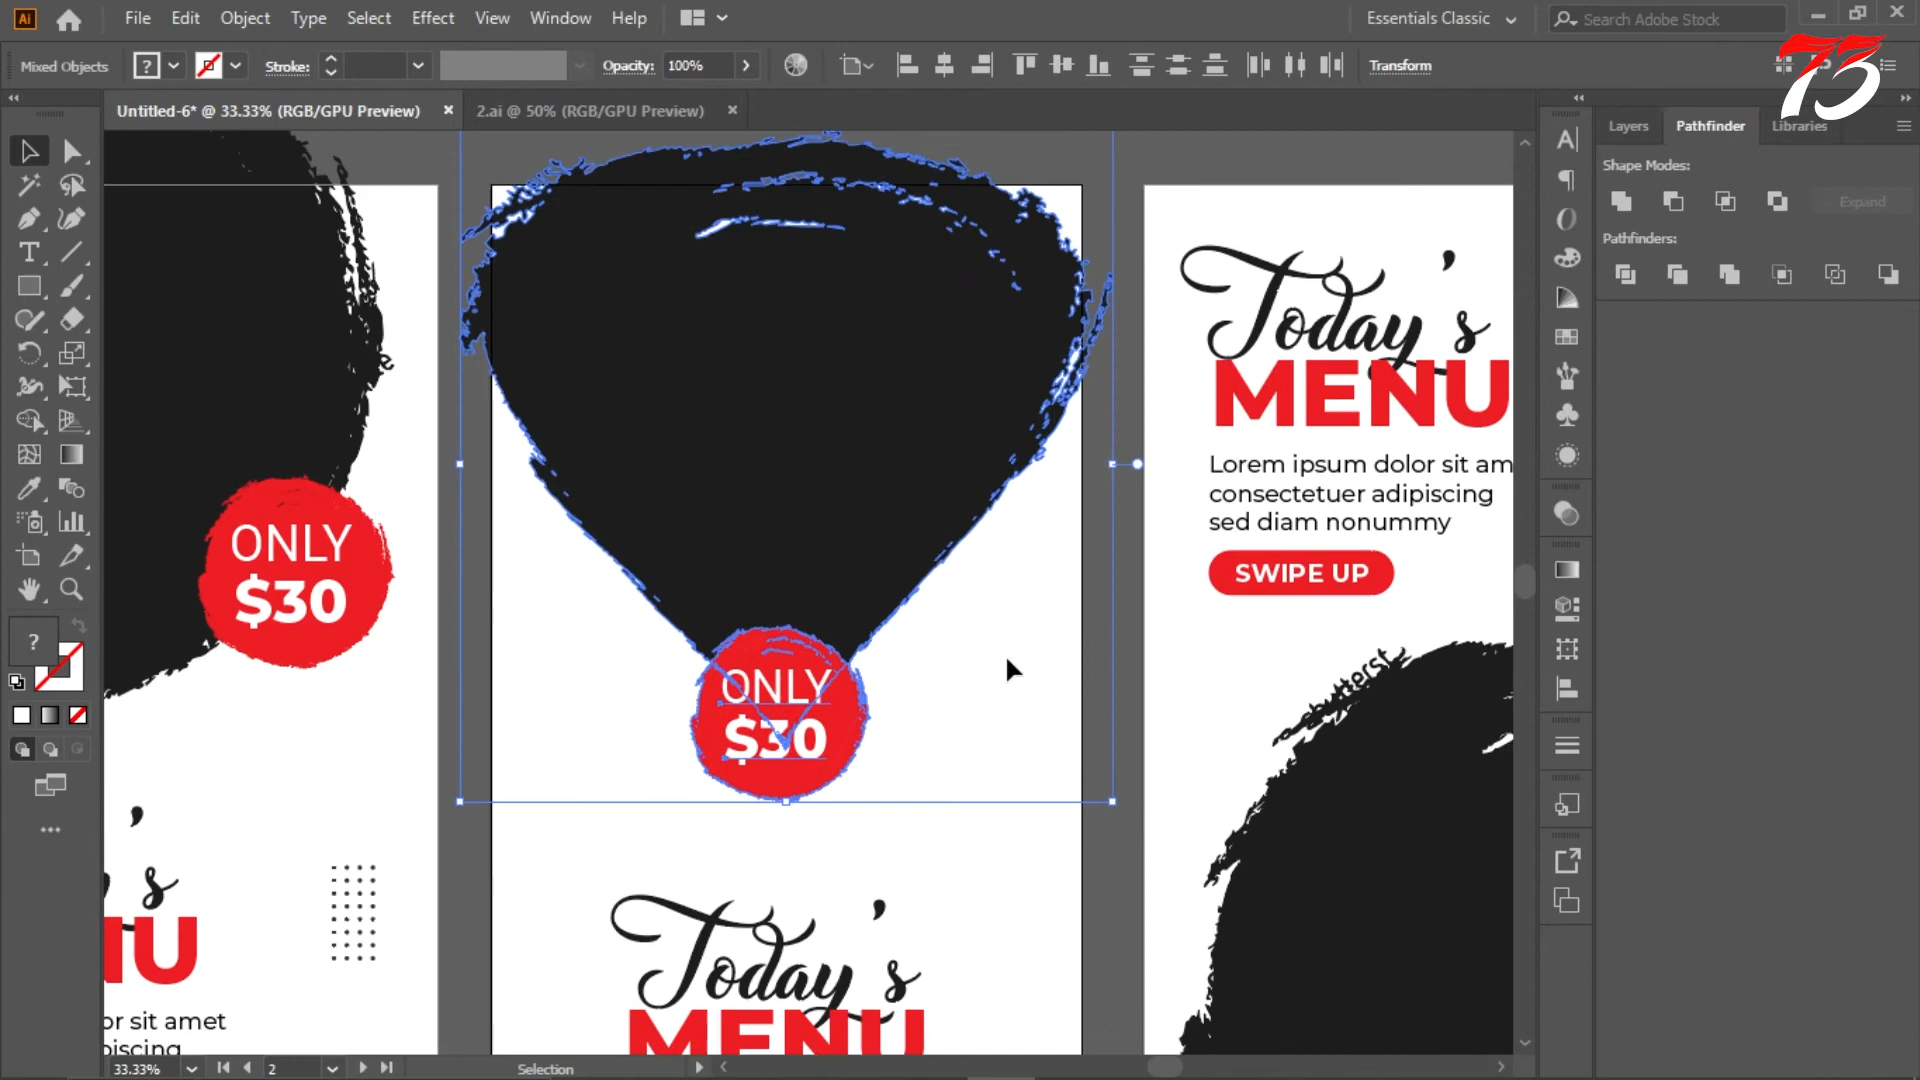 Ai File Edit Object Type Select Effect View Window Help Essentials Classic Search Adobe Stock
73
Mixed Objects ? Stroke: Opacity: 100% Transform
Untitled-6* @ 33.33% (RGB/GPU Preview) 2.ai @ 50% (RGB/GPU Preview)
Layers Pathfinder Libraries
Shape Modes:
Expand
Pathfinders:
ONLY
$30
or sit amet
ONLY
$30
Today's
MENU
Today's
MENU
Lorem ipsum dolor sit am
consectetuer adipiscing
sed diam nonummy
SWIPE UP
?
33.33% 2 Selection